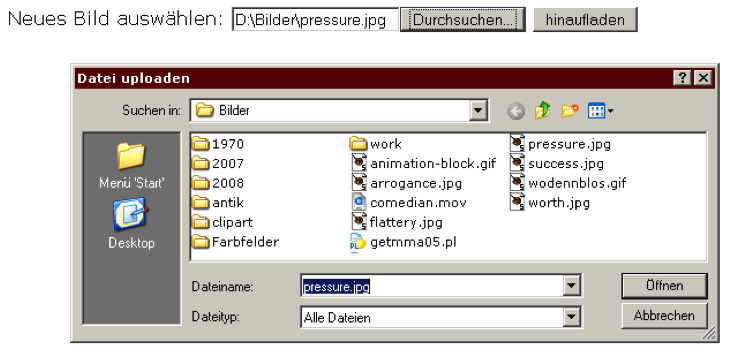 Neues Bild auswählen: D:\Bilder\pressure.jpg Durchsuchen... hinaufladen
Datei uploaden
Suchen in: Bilder
1970 work pressure.jpg
2007 animation-block.gif success.jpg
2008 arrogance.jpg wodennblos.gif
antik comedian.mov worth.jpg
clipart flattery.jpg
Farbfelder getmma05.pl
Menü 'Start'
Desktop
Dateiname: pressure.jpg Öffnen
Dateityp: Alle Dateien Abbrechen